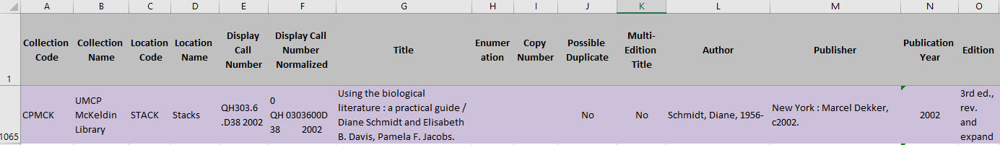 A B C D E F G H I J K L M N O
Collection Code
Collection Name
Location Code
Location Name
Display Call Number
Display Call Number Normalized
Title
Enumer ation
Copy Number
Possible Duplicate
Multi-Edition Title
Author
Publisher
Publication Year
Edition
1
CPMCK
UMCP
McKeldin
Library
STACK
Stacks
QH303.6
.D38 2002
0
QH 0303600D
38 2002
Using the biological
literature : a practical guide /
Diane Schmidt and Elisabeth
B. Davis, Pamela F. Jacobs.
No
No
Schmidt, Diane, 1956-
New York : Marcel Dekker,
c2002.
2002
3rd ed.,
rev.
and
expand
1065